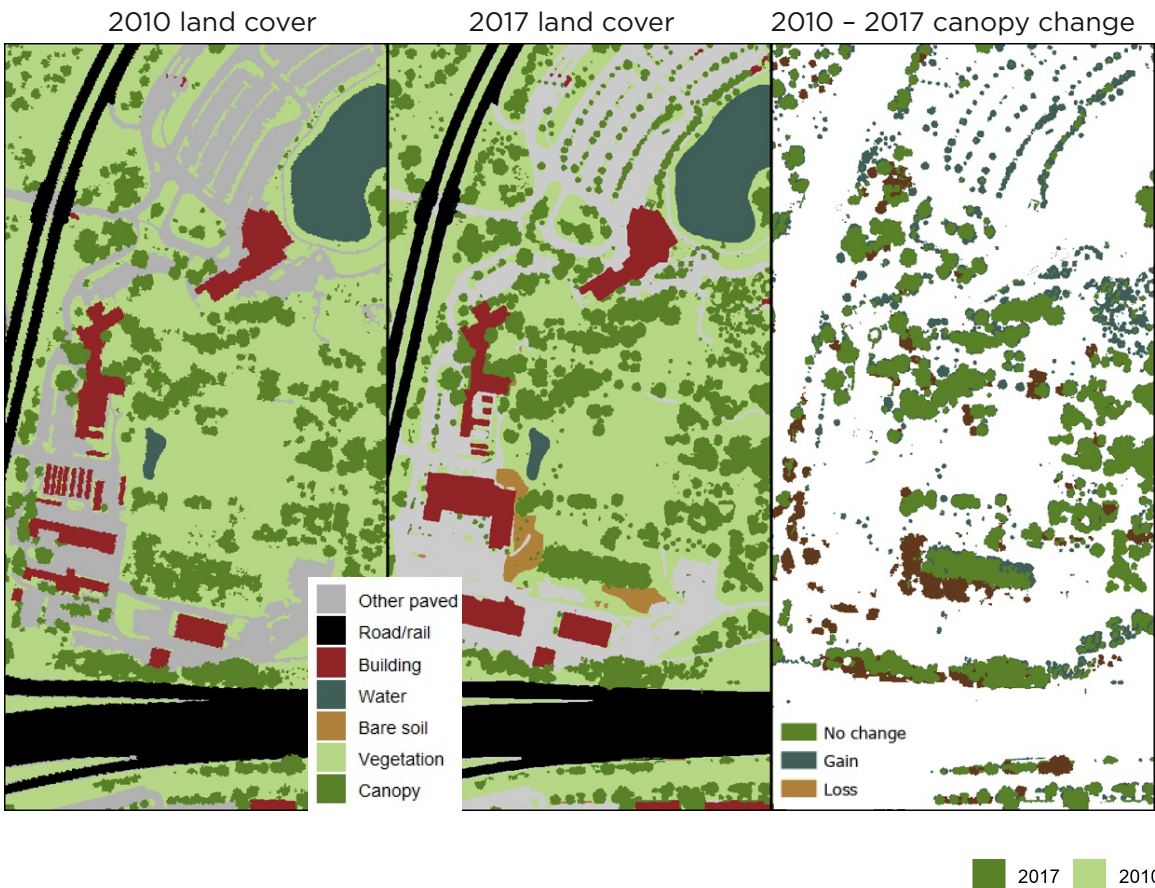 2010 land cover
2017 land cover
2010 – 2017 canopy change
Other paved
Road/rail
Building
Water
Bare soil
Vegetation
Canopy
No change
Gain
Loss
2017
2010